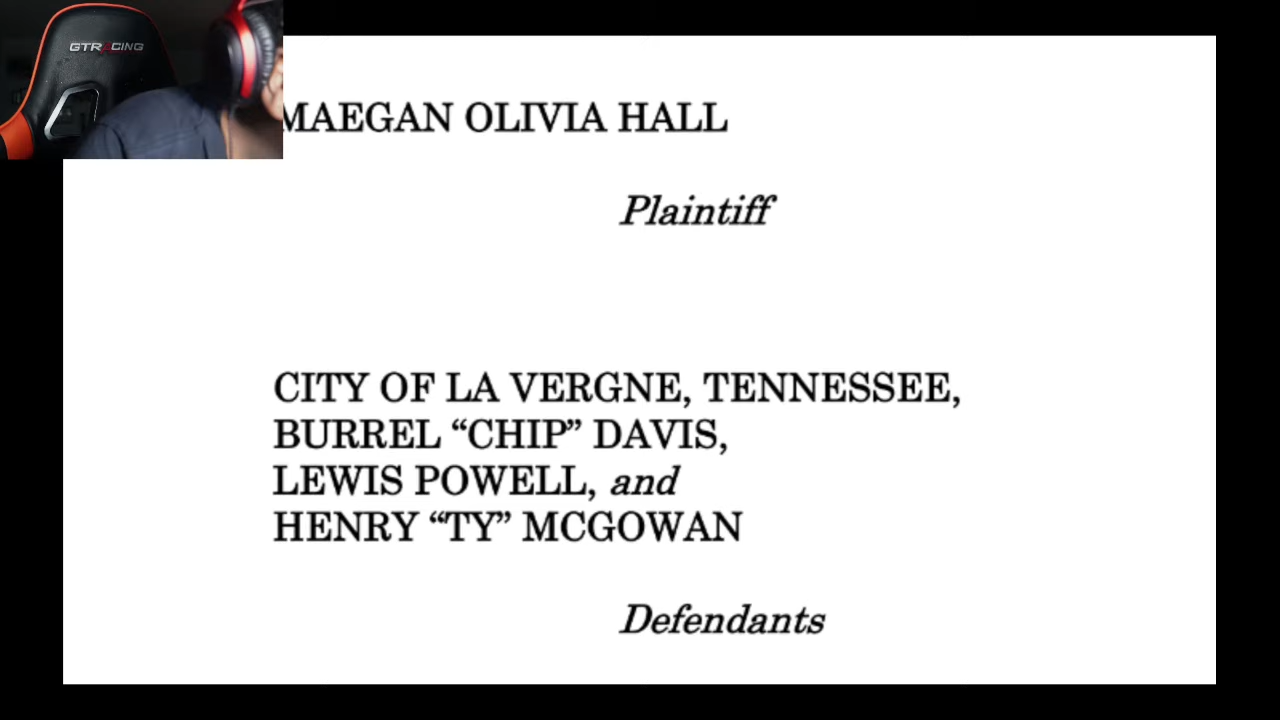 GTRACING
MAEGAN OLIVIA HALL
Plaintiff
CITY OF LA VERGNE, TENNESSEE,
BURREL “CHIP” DAVIS,
LEWIS POWELL, and
HENRY “TY” MCGOWAN
Defendants